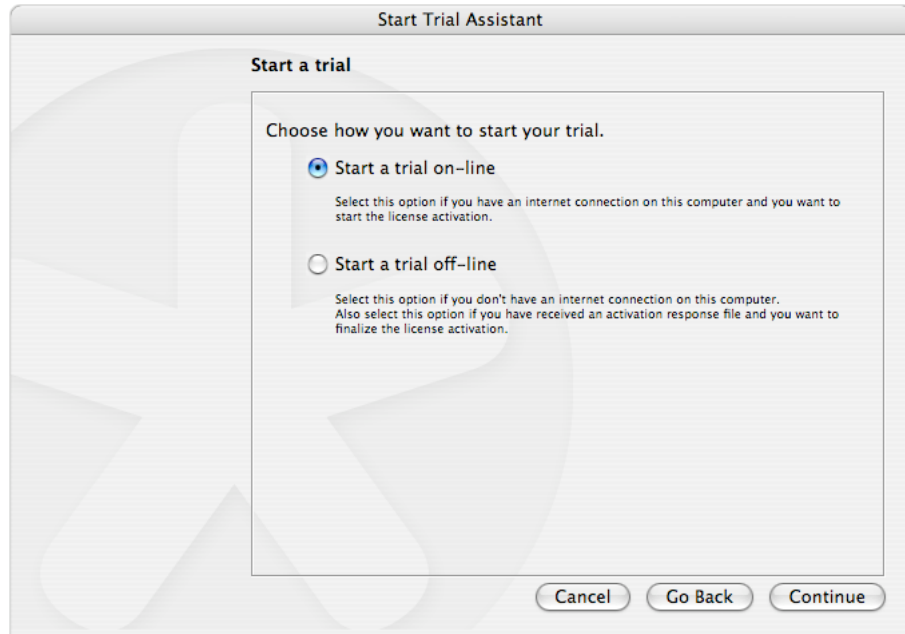 Start Trial Assistant
Start a trial
Choose how you want to start your trial.
Start a trial on-line
Select this option if you have an internet connection on this computer and you want to
start the license activation.
Start a trial off-line
Select this option if you don't have an internet connection on this computer.
Also select this option if you have received an activation response file and you want to
finalize the license activation.
Cancel Go Back Continue